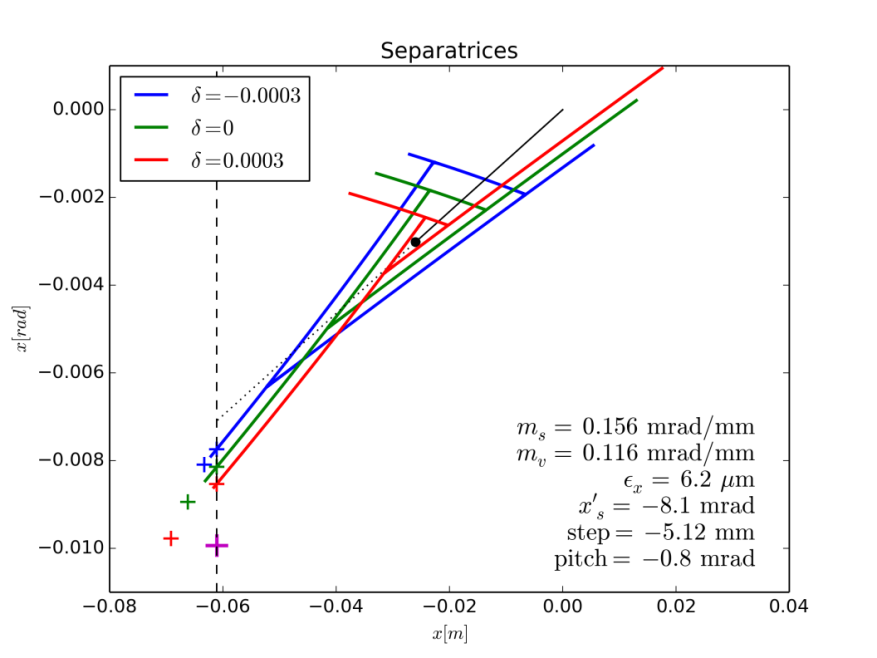 Separatrices
δ=−0.0003
δ=0
δ=0.0003
0.000
−0.002
−0.004
−0.006
−0.008
−0.010
x[rad]
m_s = 0.156 mrad/mm
m_v = 0.116 mrad/mm
ϵ_x = 6.2 μm
x'_s = −8.1 mrad
step = −5.12 mm
pitch = −0.8 mrad
−0.08 −0.06 −0.04 −0.02 0.00 0.02 0.04
x[m]